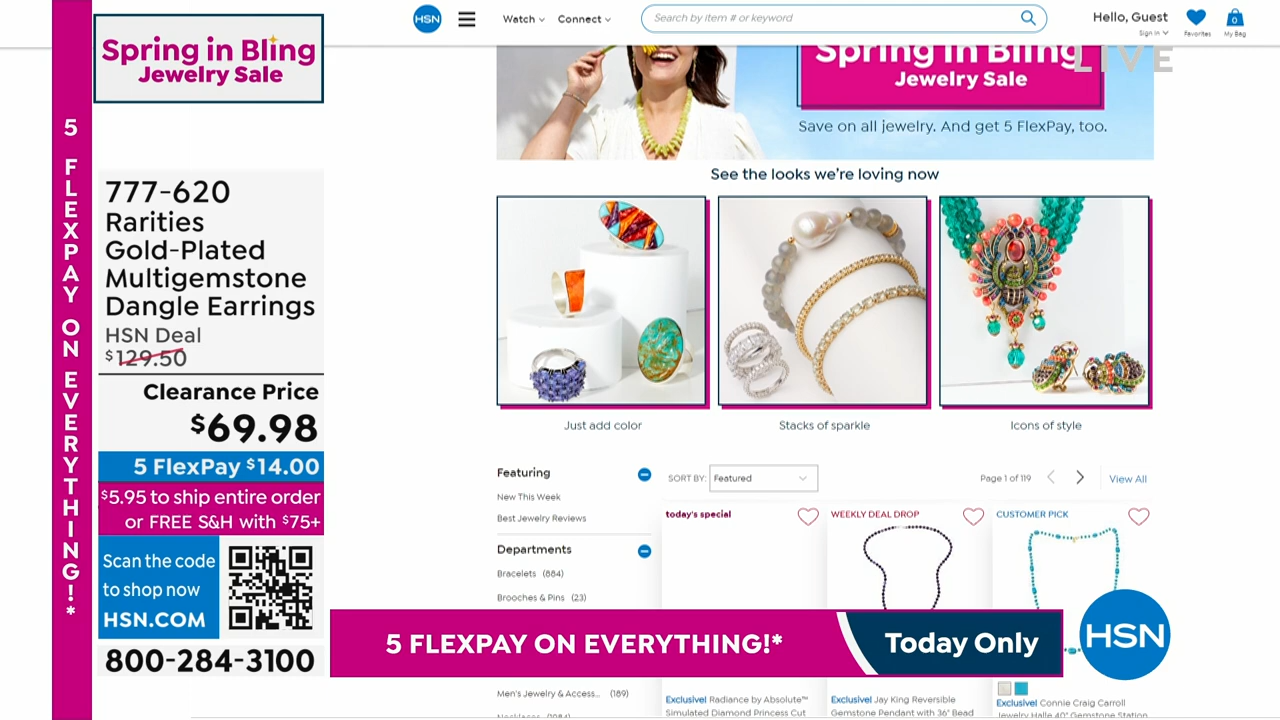 5 FLEXPAY ON EVERYTHING!*
Spring in Bling
Jewelry Sale
777-620
Rarities
Gold-Plated
Multigemstone
Dangle Earrings
HSN Deal
$129.50
Clearance Price
$69.98
5 FlexPay $14.00
$5.95 to ship entire order
or FREE S&H with $75+
Scan the code
to shop now
HSN.COM
800-284-3100
HSN
Watch
Connect
Search by item # or keyword
Hello, Guest
Sign In
Favorites
0
My Bag
LIVE
Spring in Bling
Jewelry Sale
Save on all jewelry. And get 5 FlexPay, too.
See the looks we're loving now
Just add color
Stacks of sparkle
Icons of style
Featuring
New This Week
Best Jewelry Reviews
Departments
Bracelets (884)
Brooches & Pins (23)
Men's Jewelry & Access... (189)
Necklaces (1084)
SORT BY: Featured
Page 1 of 119
View All
today's special
WEEKLY DEAL DROP
CUSTOMER PICK
5 FLEXPAY ON EVERYTHING!*
Today Only
HSN
Exclusive! Radiance by Absolute™
Simulated Diamond Princess Cut
Exclusive! Jay King Reversible
Gemstone Pendant with 36" Bead
Exclusive! Connie Craig Carroll
Jewelry Halle 40" Gemstone Station